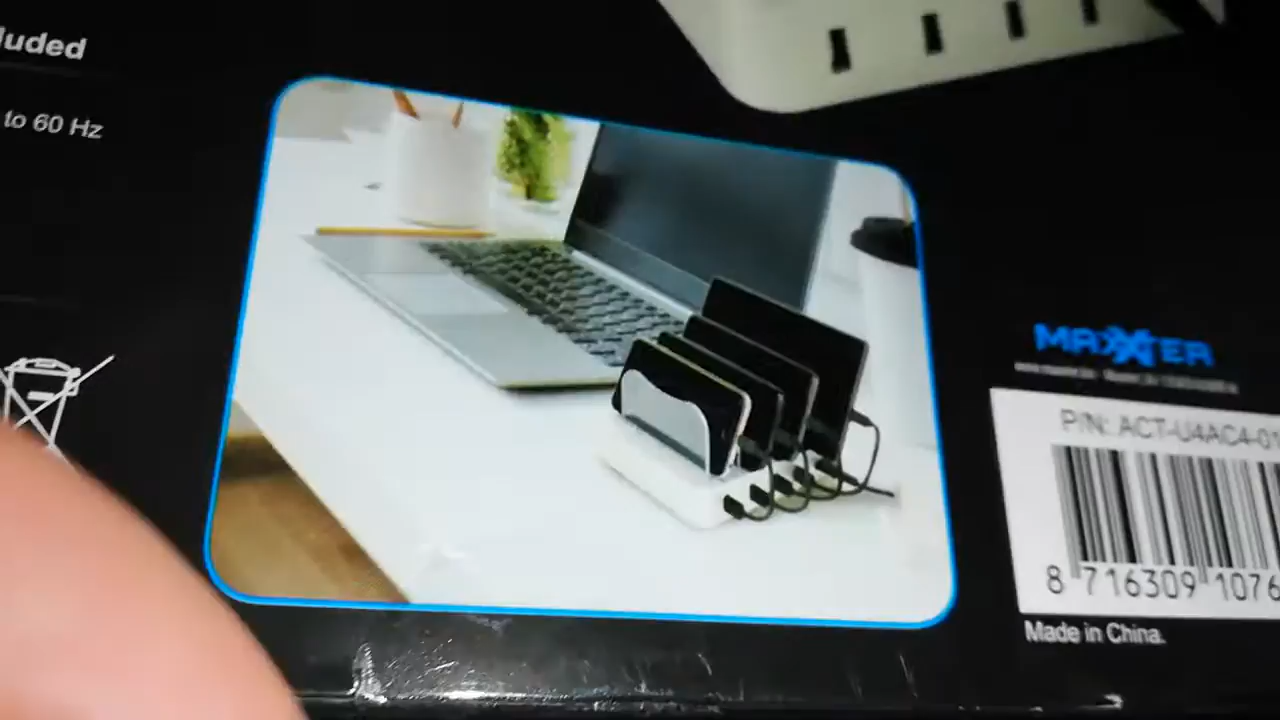 luded
to 60 Hz
MAXXTER
P/N: ACT-U4AC4-01
8 716309 1076
Made in China.